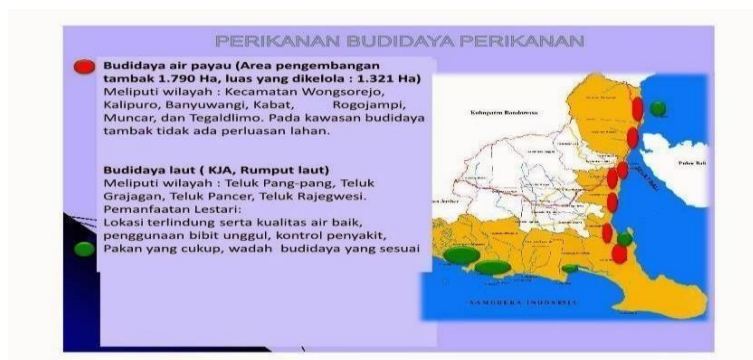 PERIKANAN BUDIDAYA PERIKANAN
Budidaya air payau (Area pengembangan
tambak 1.790 Ha, luas yang dikelola : 1.321 Ha)
Meliputi wilayah : Kecamatan Wongsorejo,
Kalipuro, Banyuwangi, Kabat, Rogojampi,
Muncar, dan Tegaldlimo. Pada kawasan budidaya
tambak tidak ada perluasan lahan.
Budidaya laut ( KJA, Rumput laut)
Meliputi wilayah : Teluk Pang-pang, Teluk
Grajagan, Teluk Pancer, Teluk Rajegwesi.
Pemanfaatan Lestari:
Lokasi terlindung serta kualitas air baik,
penggunaan bibit unggul, kontrol penyakit,
Pakan yang cukup, wadah budidaya yang sesuai
Kabupaten Bondowoso
Pulau Bali
SAMUDERA INDONESIA